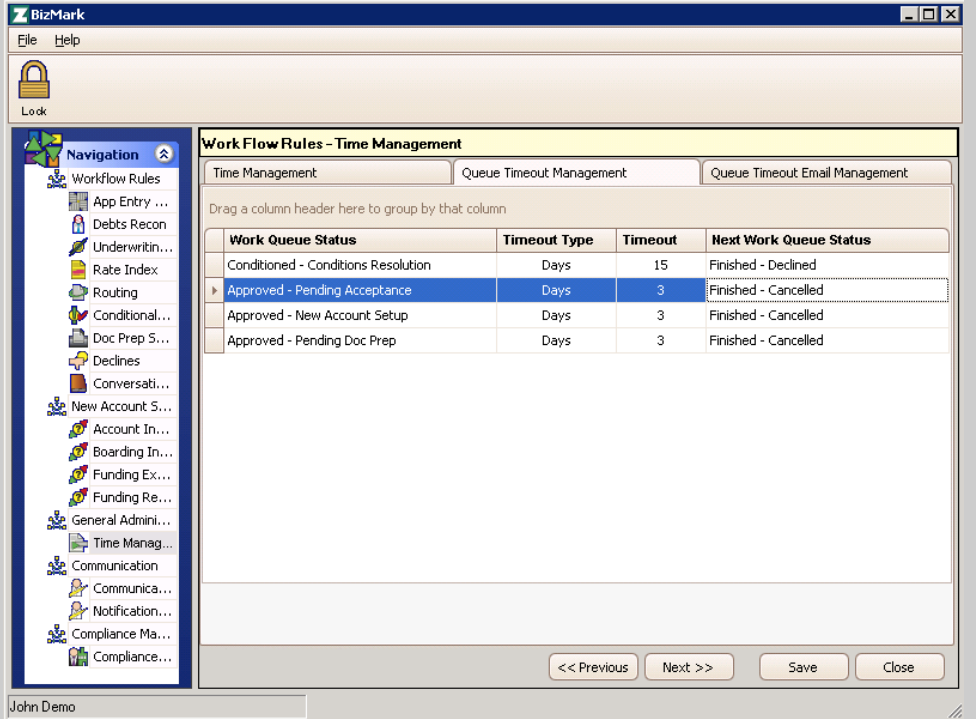 BizMark
File Help
Lock
Navigation
Workflow Rules
App Entry ...
Debts Recon
Underwritin...
Rate Index
Routing
Conditional...
Doc Prep S...
Declines
Conversati...
New Account S...
Account In...
Boarding In...
Funding Ex...
Funding Re...
General Admini...
Time Manag...
Communication
Communica...
Notification...
Compliance Ma...
Compliance...
Work Flow Rules - Time Management
Time Management Queue Timeout Management Queue Timeout Email Management
Drag a column header here to group by that column
Work Queue Status Timeout Type Timeout Next Work Queue Status
Conditioned - Conditions Resolution Days 15 Finished - Declined
Approved - Pending Acceptance Days 3 Finished - Cancelled
Approved - New Account Setup Days 3 Finished - Cancelled
Approved - Pending Doc Prep Days 3 Finished - Cancelled
<< Previous Next >> Save Close
John Demo